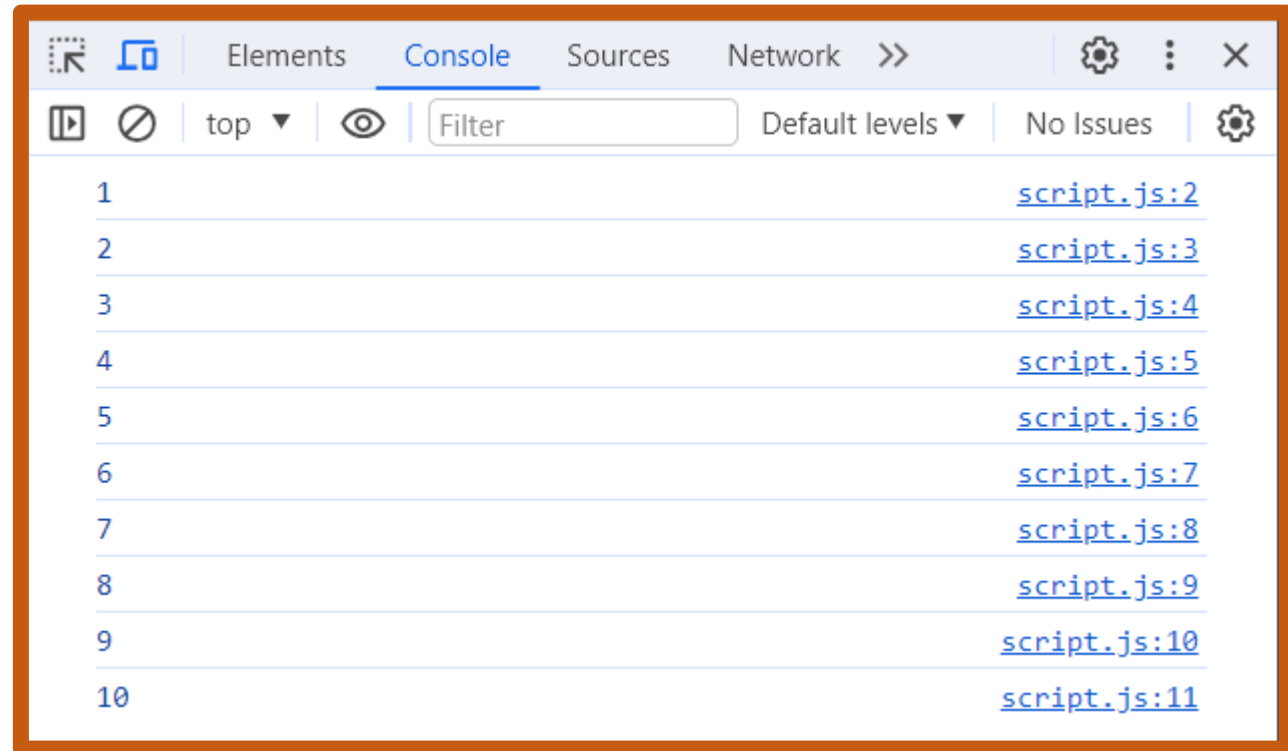 Elements Console Sources Network
top Filter Default levels No Issues
1 script.js:2
2 script.js:3
3 script.js:4
4 script.js:5
5 script.js:6
6 script.js:7
7 script.js:8
8 script.js:9
9 script.js:10
10 script.js:11